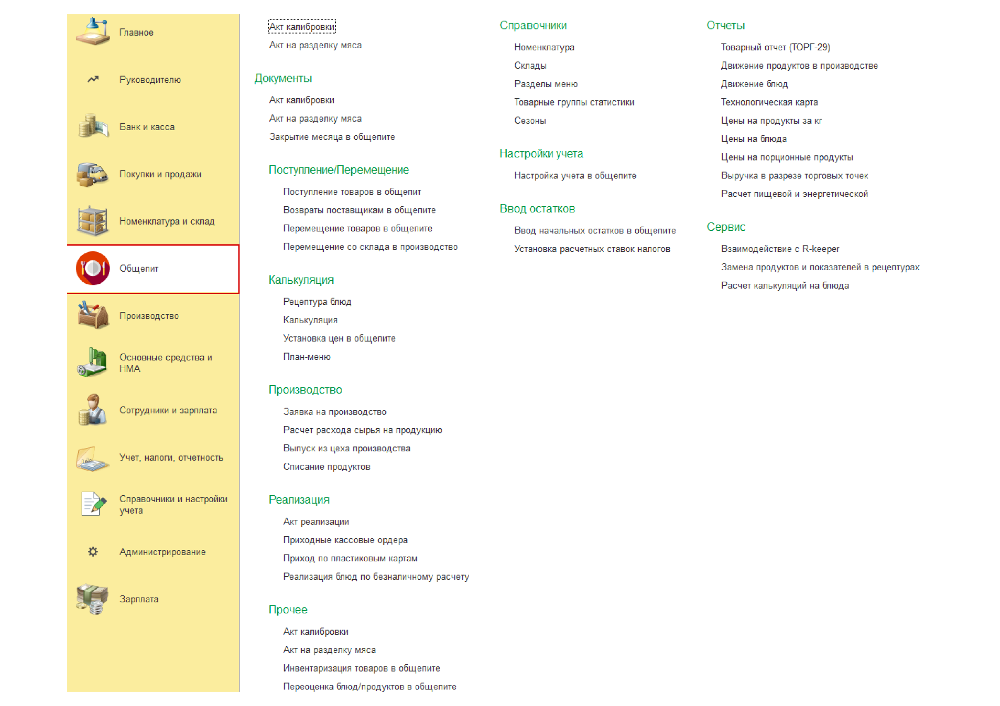 Главное
Руководителю
Банк и касса
Покупки и продажи
Номенклатура и склад
Общепит
Производство
Основные средства и
НМА
Сотрудники и зарплата
Учет, налоги, отчетность
Справочники и настройки
учета
Администрирование
Зарплата
Акт калибровки
Акт на разделку мяса
Документы
Акт калибровки
Акт на разделку мяса
Закрытие месяца в общепите
Поступление/Перемещение
Поступление товаров в общепит
Возвраты поставщикам в общепите
Перемещение товаров в общепите
Перемещение со склада в производство
Калькуляция
Рецептура блюд
Калькуляция
Установка цен в общепите
План-меню
Производство
Заявка на производство
Расчет расхода сырья на продукцию
Выпуск из цеха производства
Списание продуктов
Реализация
Акт реализации
Приходные кассовые ордера
Приход по пластиковым картам
Реализация блюд по безналичному расчету
Прочее
Акт калибровки
Акт на разделку мяса
Инвентаризация товаров в общепите
Переоценка блюд/продуктов в общепите
Справочники
Номенклатура
Склады
Разделы меню
Товарные группы статистики
Сезоны
Настройки учета
Настройка учета в общепите
Ввод остатков
Ввод начальных остатков в общепите
Установка расчетных ставок налогов
Отчеты
Товарный отчет (ТОРГ-29)
Движение продуктов в производстве
Движение блюд
Технологическая карта
Цены на продукты за кг
Цены на блюда
Цены на порционные продукты
Выручка в разрезе торговых точек
Расчет пищевой и энергетической
Сервис
Взаимодействие с R-keeper
Замена продуктов и показателей в рецептурах
Расчет калькуляций на блюда